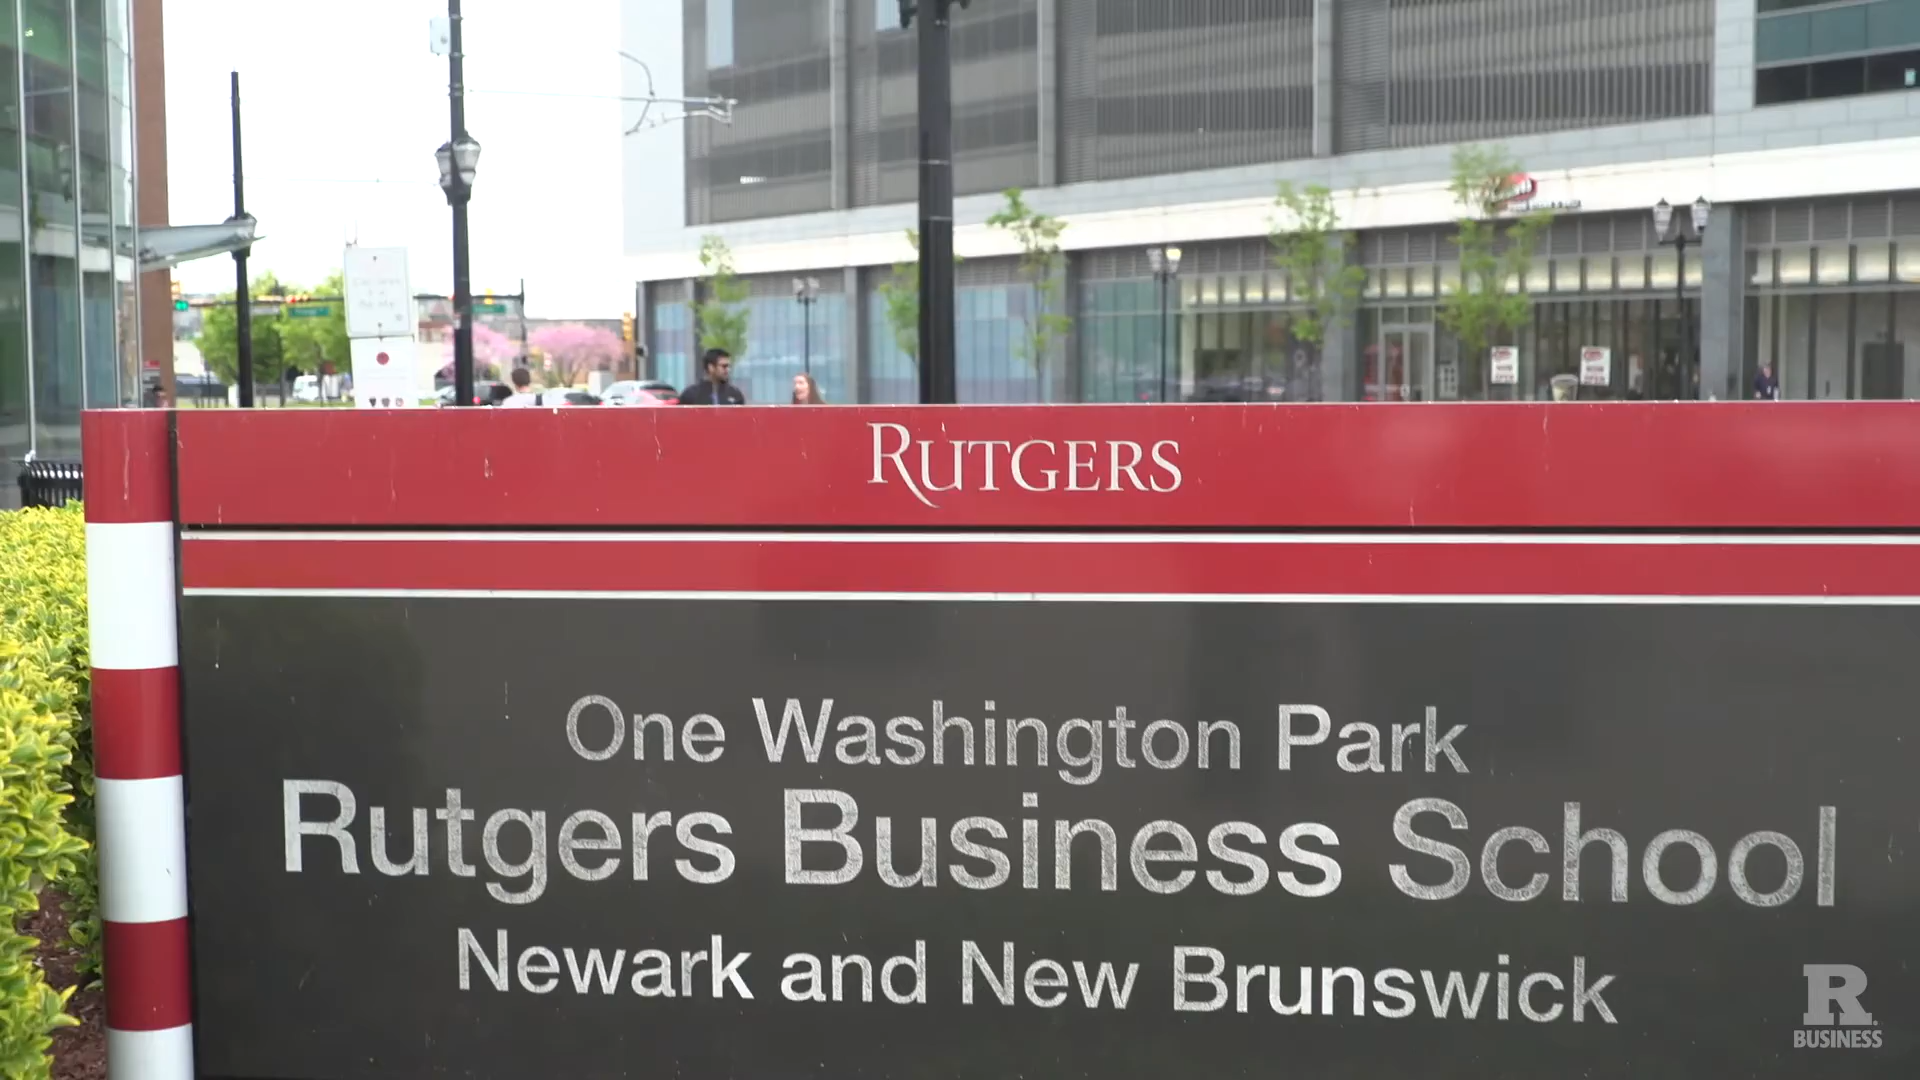 RUTGERS
One Washington Park
Rutgers Business School
Newark and New Brunswick
R
BUSINESS